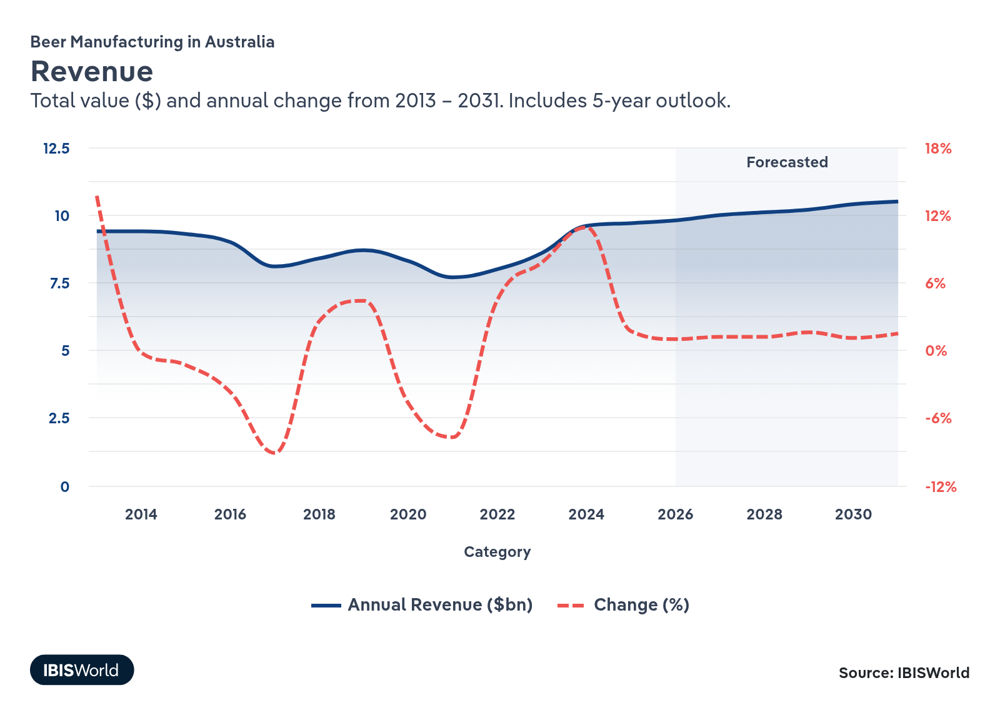 Beer Manufacturing in Australia
Revenue
Total value ($) and annual change from 2013 – 2031. Includes 5-year outlook.
12.5
18%
Forecasted
10
12%
7.5
6%
5
0%
2.5
-6%
0
-12%
2014 2016 2018 2020 2022 2024 2026 2028 2030
Category
Annual Revenue ($bn) Change (%)
IBISWorld
Source: IBISWorld